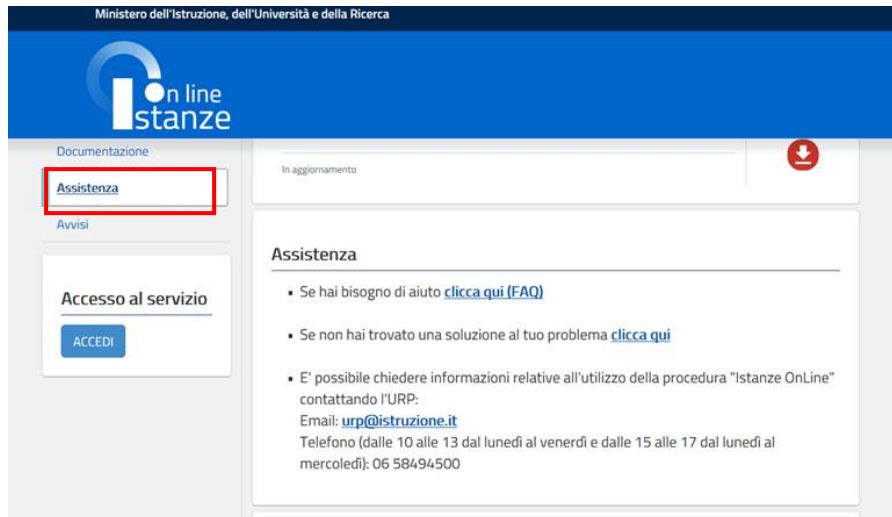 Ministero dell'Istruzione, dell'Università e della Ricerca
On line
Istanze
Documentazione
Assistenza
Avvisi
Accesso al servizio
ACCEDI
In aggiornamento
Assistenza
▪ Se hai bisogno di aiuto clicca qui (FAQ)
▪ Se non hai trovato una soluzione al tuo problema clicca qui
▪ E' possibile chiedere informazioni relative all'utilizzo della procedura "Istanze OnLine"
contattando l'URP:
Email: urp@istruzione.it
Telefono (dalle 10 alle 13 dal lunedì al venerdì e dalle 15 alle 17 dal lunedì al
mercoledì): 06 58494500